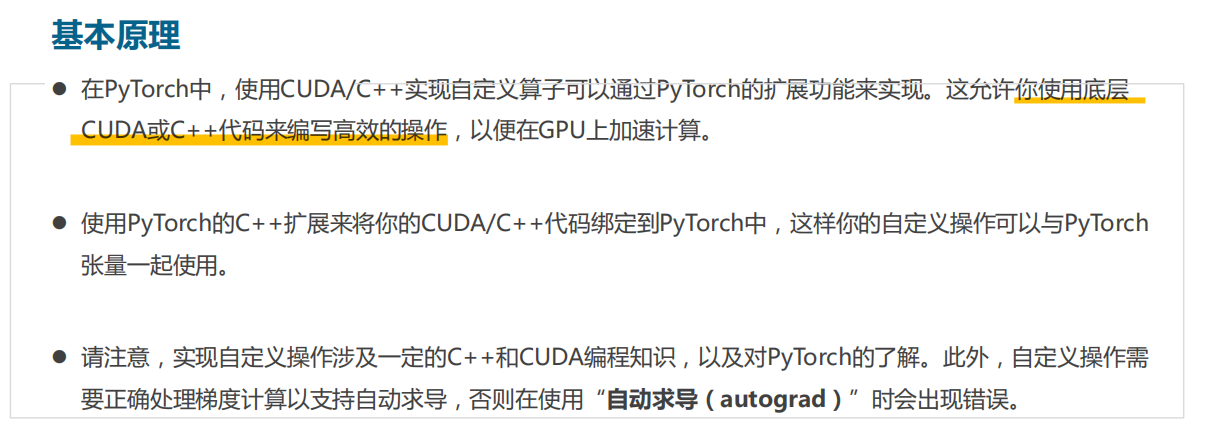 基本原理
● 在PyTorch中，使用CUDA/C++实现自定义算子可以通过PyTorch的扩展功能来实现。这允许你使用底层
CUDA或C++代码来编写高效的操作，以便在GPU上加速计算。
● 使用PyTorch的C++扩展来将你的CUDA/C++代码绑定到PyTorch中，这样你的自定义操作可以与PyTorch
张量一起使用。
● 请注意，实现自定义操作涉及一定的C++和CUDA编程知识，以及对PyTorch的了解。此外，自定义操作需
要正确处理梯度计算以支持自动求导，否则在使用“自动求导（autograd）”时会出现错误。